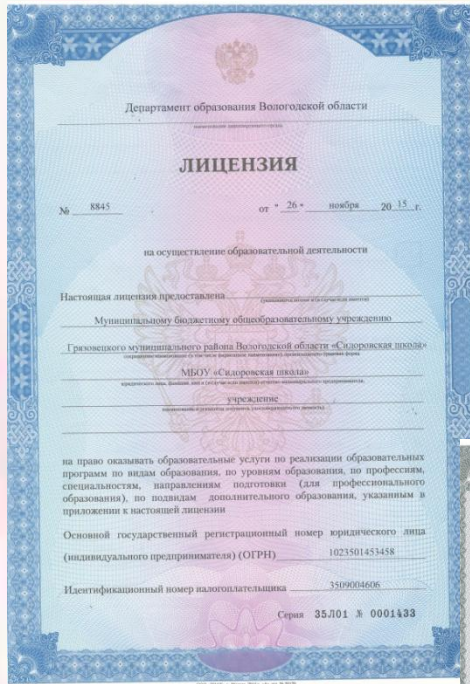 Департамент образования Вологодской области
наименование лицензирующего органа
ЛИЦЕНЗИЯ
№ 8845 от " 26 " ноября 20 15 г.
на осуществление образовательной деятельности
Настоящая лицензия предоставлена
Муниципальному бюджетному общеобразовательному учреждению
Грязовецкого муниципального района Вологодской области «Сидоровская школа»
МБОУ «Сидоровская школа»
учреждение
на право оказывать образовательные услуги по реализации образовательных
программ по видам образования, по уровням образования, по профессиям,
специальностям, направлениям подготовки (для профессионального
образования), по подвидам дополнительного образования, указанным в
приложении к настоящей лицензии
Основной государственный регистрационный номер юридического лица
(индивидуального предпринимателя) (ОГРН) 1023501453458
Идентификационный номер налогоплательщика 3509004606
Серия 35Л01 № 0001433